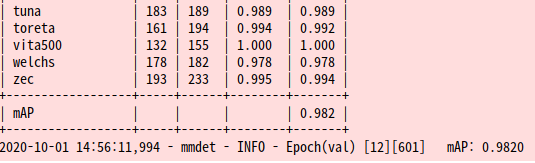 | tuna | 183 | 189 | 0.989 | 0.989 |
| toreta | 161 | 194 | 0.994 | 0.992 |
| vita500 | 132 | 155 | 1.000 | 1.000 |
| welchs | 178 | 182 | 0.978 | 0.978 |
| zec | 193 | 233 | 0.995 | 0.994 |
+----------------+-----+------+--------+-------+
| mAP | | | | 0.982 |
+----------------+-----+------+--------+-------+
2020-10-01 14:56:11,994 - mmdet - INFO - Epoch(val) [12][601] mAP: 0.9820